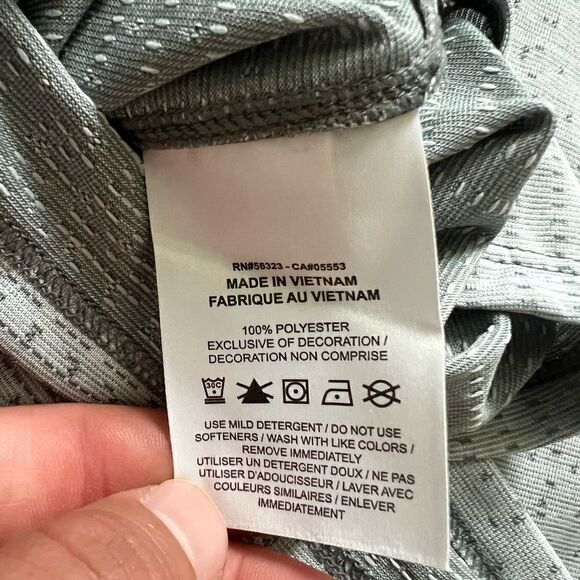 RN#56323 - CA#05553
MADE IN VIETNAM
FABRIQUE AU VIETNAM
100% POLYESTER
EXCLUSIVE OF DECORATION /
DECORATION NON COMPRISE
30C
USE MILD DETERGENT / DO NOT USE
SOFTENERS / WASH WITH LIKE COLORS /
REMOVE IMMEDIATELY
UTILISER UN DETERGENT DOUX / NE PAS
UTILISER D'ADOUCISSEUR / LAVER AVEC
COULEURS SIMILAIRES / ENLEVER
IMMEDIATEMENT